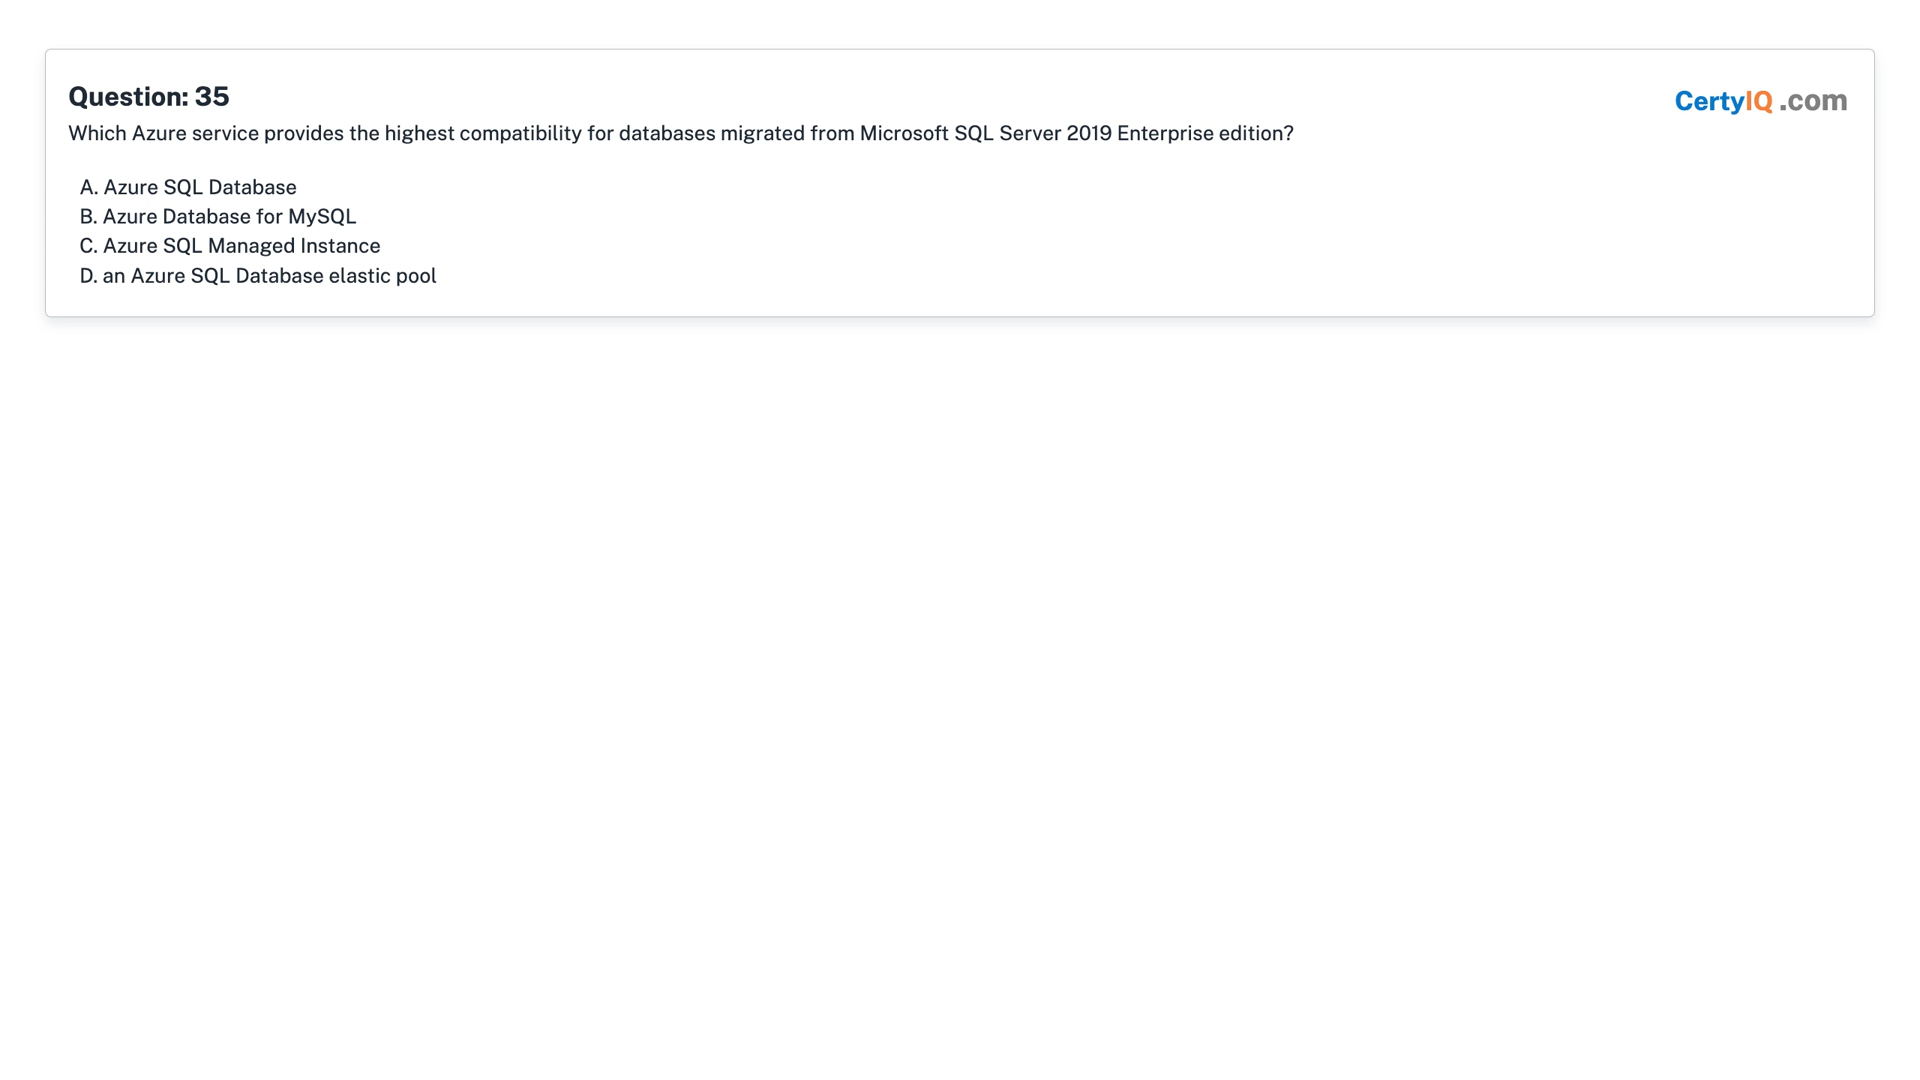 Question: 35
CertyIQ .com
Which Azure service provides the highest compatibility for databases migrated from Microsoft SQL Server 2019 Enterprise edition?
A. Azure SQL Database
B. Azure Database for MySQL
C. Azure SQL Managed Instance
D. an Azure SQL Database elastic pool